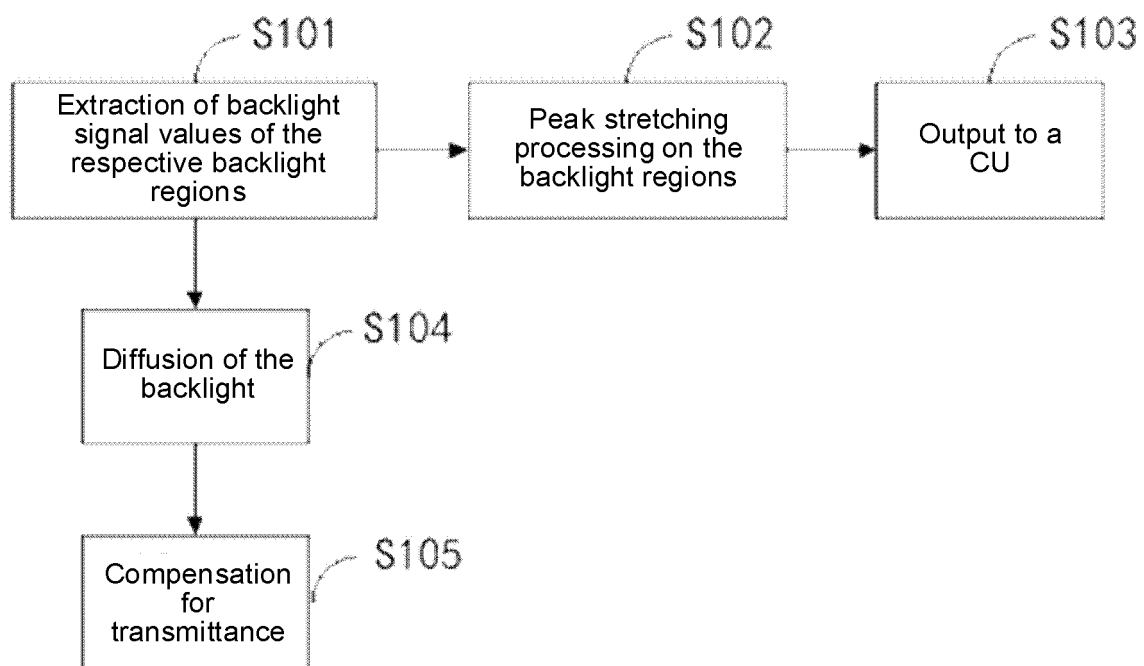 S101
S102
S103
Extraction of backlight
signal values of the
respective backlight
regions
Peak stretching
processing on the
backlight regions
Output to a
CU
S104
Diffusion of the
backlight
S105
Compensation
for
transmittance